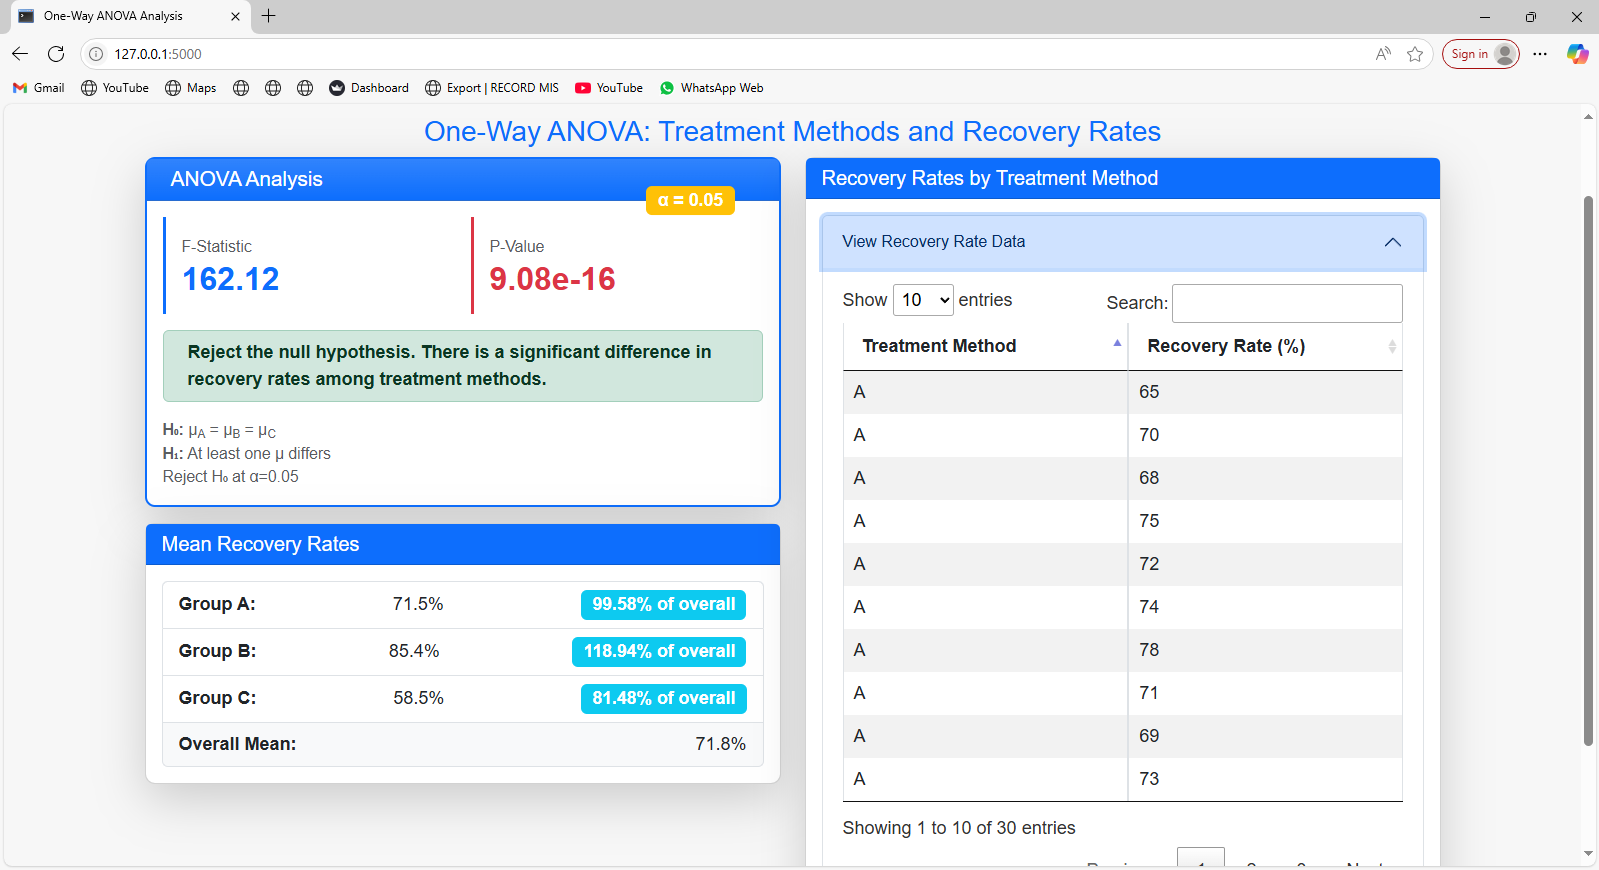 One-Way ANOVA Analysis
127.0.0.1:5000
Sign in
Gmail YouTube Maps Dashboard Export | RECORD MIS YouTube WhatsApp Web
One-Way ANOVA: Treatment Methods and Recovery Rates
ANOVA Analysis
α = 0.05
F-Statistic
162.12
P-Value
9.08e-16
Reject the null hypothesis. There is a significant difference in
recovery rates among treatment methods.
H₀: μA = μB = μC
H₁: At least one μ differs
Reject H₀ at α=0.05
Mean Recovery Rates
Group A: 71.5% 99.58% of overall
Group B: 85.4% 118.94% of overall
Group C: 58.5% 81.48% of overall
Overall Mean: 71.8%
Recovery Rates by Treatment Method
View Recovery Rate Data
Show 10 entries Search:
Treatment Method Recovery Rate (%)
A 65
A 70
A 68
A 75
A 72
A 74
A 78
A 71
A 69
A 73
Showing 1 to 10 of 30 entries